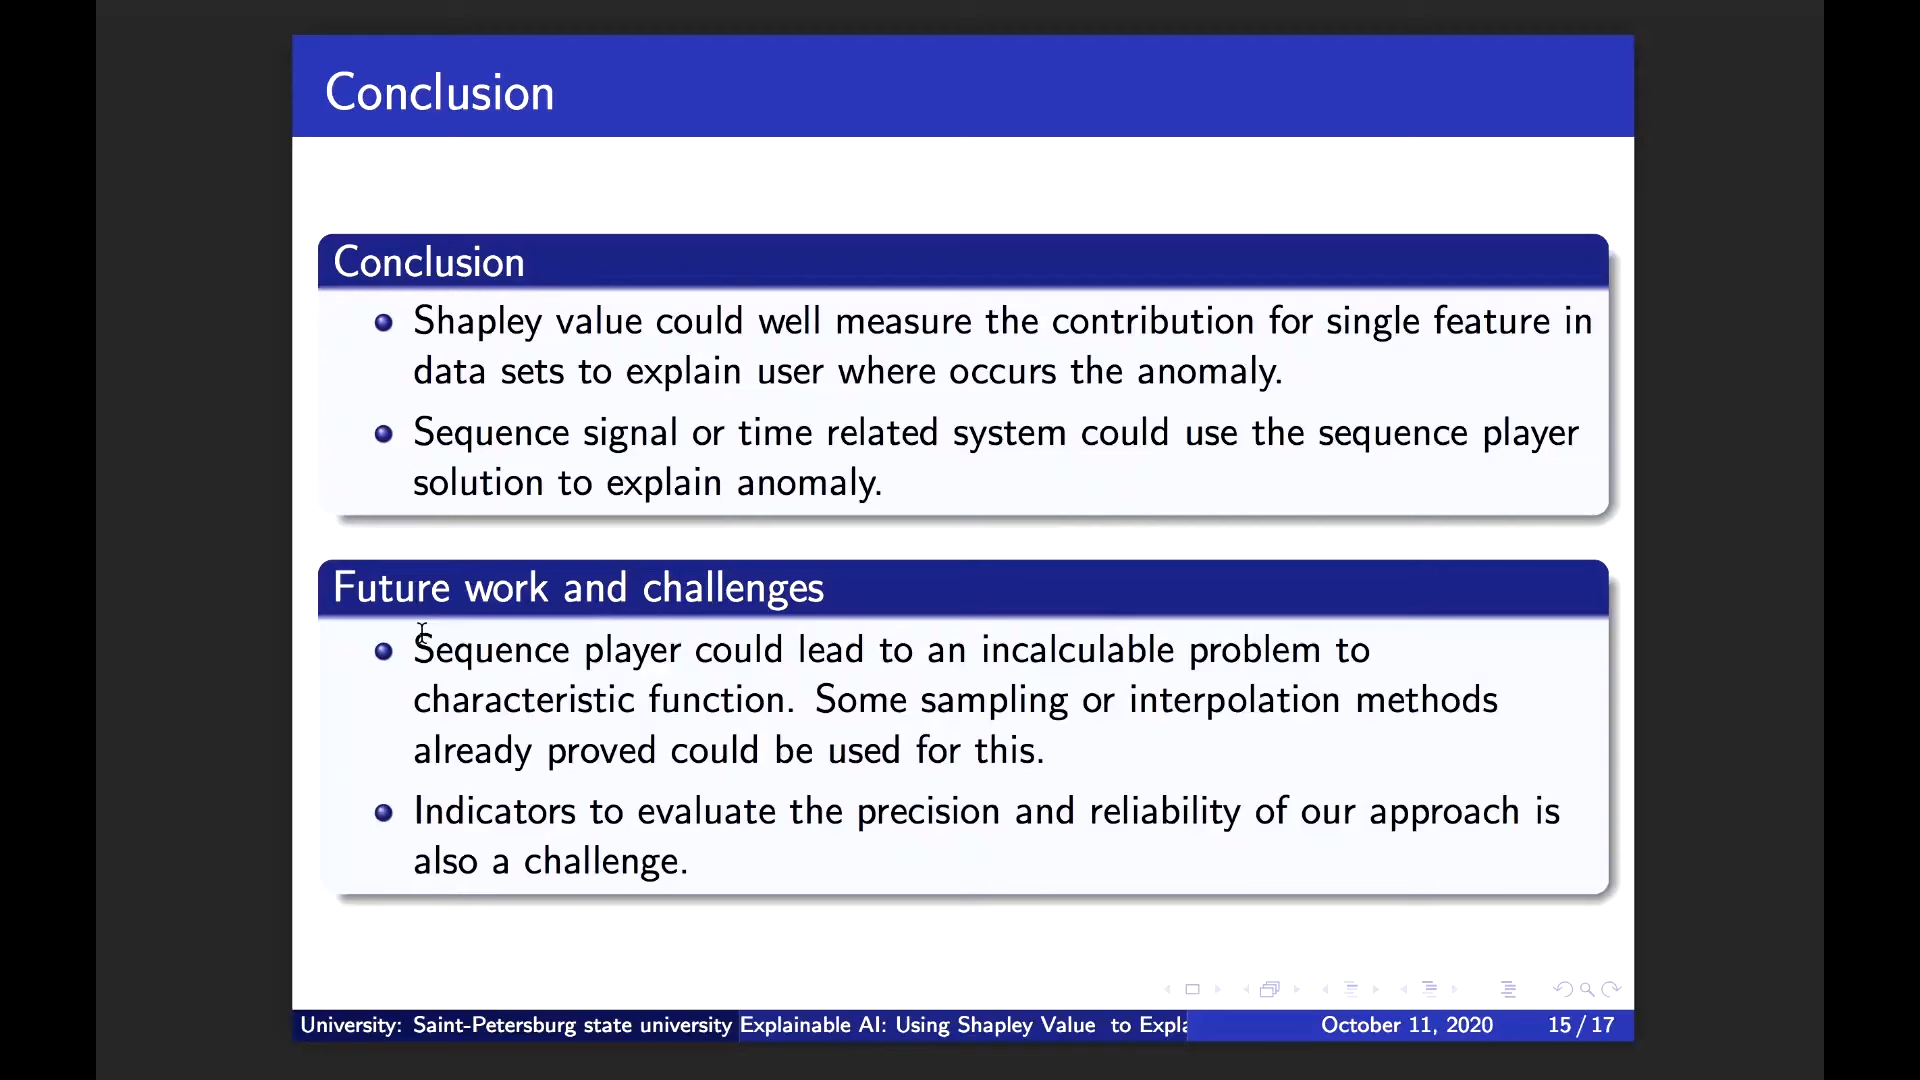 Conclusion
Conclusion
Shapley value could well measure the contribution for single feature in
data sets to explain user where occurs the anomaly.
Sequence signal or time related system could use the sequence player
solution to explain anomaly.
Future work and challenges
Sequence player could lead to an incalculable problem to
characteristic function. Some sampling or interpolation methods
already proved could be used for this.
Indicators to evaluate the precision and reliability of our approach is
also a challenge.
University: Saint-Petersburg state university Explainable AI: Using Shapley Value to Expla October 11, 2020 15 / 17